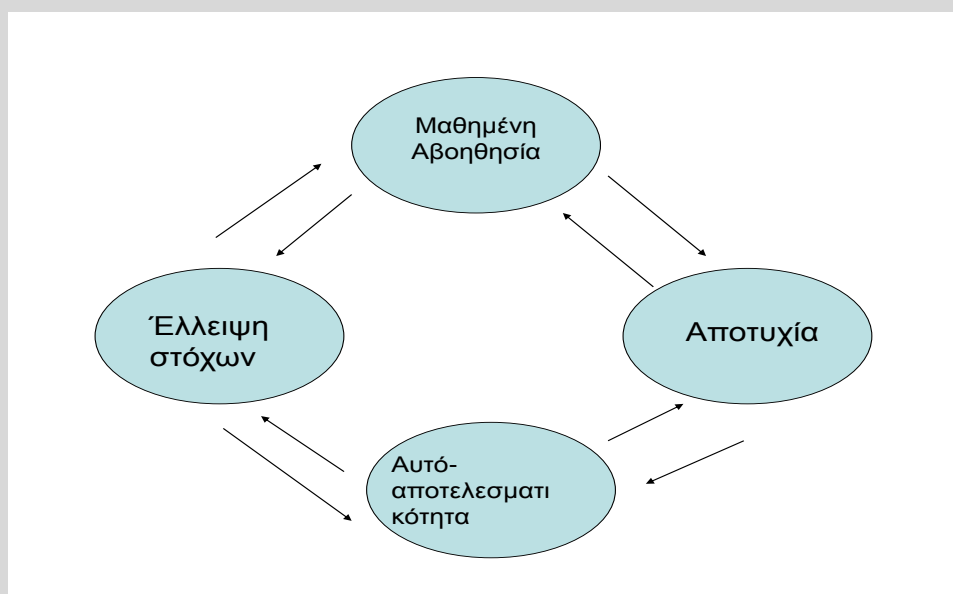 Μαθημένη
Αβοηθησία
Έλλειψη
στόχων
Αποτυχία
Αυτό-
αποτελεσματι
κότητα